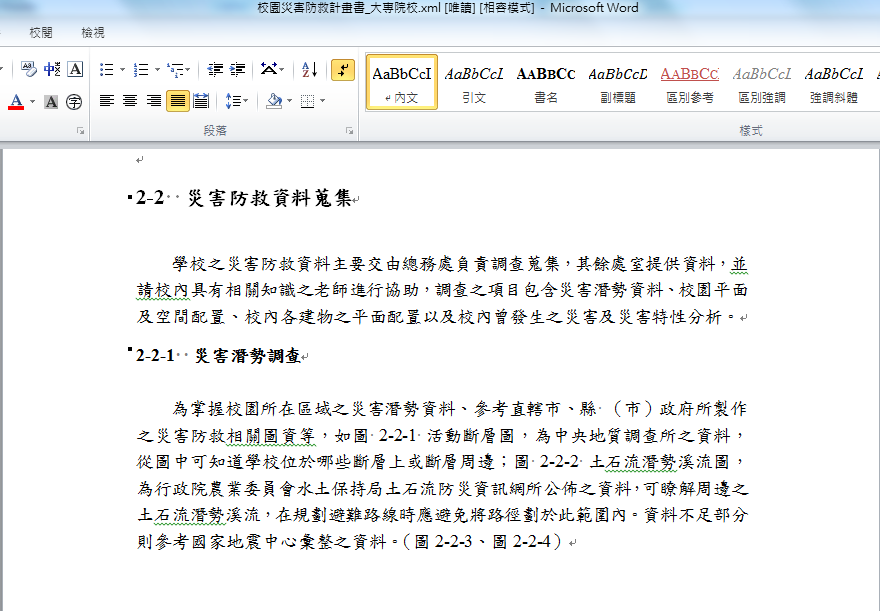 校園災害防救計畫書_大專院校.xml [唯讀] [相容模式] - Microsoft Word
校閱 檢視
AaBbCcI AaBbCcL AaBbCc AaBbCcD AaBbCc AaBbCcL AaBbCcL
內文 引文 書名 副標題 區別參考 區別強調 強調斜體
段落 樣式
2-2 災害防救資料蒐集
學校之災害防救資料主要交由總務處負責調查蒐集，其餘處室提供資料，並
請校內具有相關知識之老師進行協助，調查之項目包含災害潛勢資料、校園平面
及空間配置、校內各建物之平面配置以及校內曾發生之災害及災害特性分析。
2-2-1 災害潛勢調查
為掌握校園所在區域之災害潛勢資料、參考直轄市、縣（市）政府所製作
之災害防救相關圖資等，如圖 2-2-1 活動斷層圖，為中央地質調查所之資料，
從圖中可知道學校位於哪些斷層上或斷層周邊；圖 2-2-2 土石流潛勢溪流圖，
為行政院農業委員會水土保持局土石流防災資訊網所公佈之資料，可瞭解周邊之
土石流潛勢溪流，在規劃避難路線時應避免將路徑劃於此範圍內。資料不足部分
則參考國家地震中心彙整之資料。（圖 2-2-3、圖 2-2-4）